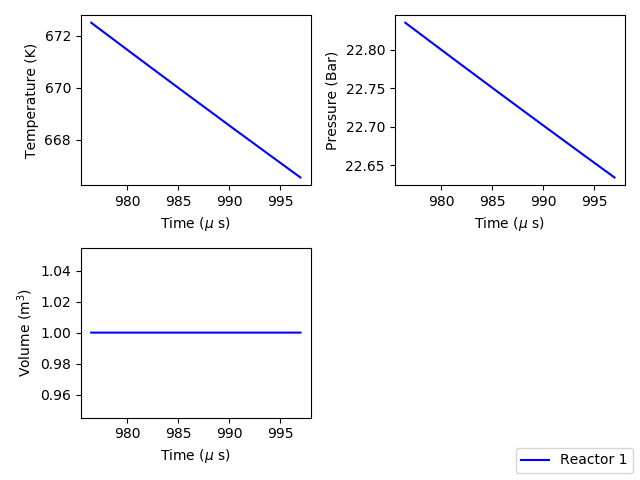 Temperature (K)
672
670
668
980 985 990 995
Time (μ s)
Pressure (Bar)
22.80
22.75
22.70
22.65
980 985 990 995
Time (μ s)
Volume (m³)
1.04
1.02
1.00
0.98
0.96
980 985 990 995
Time (μ s)
Reactor 1